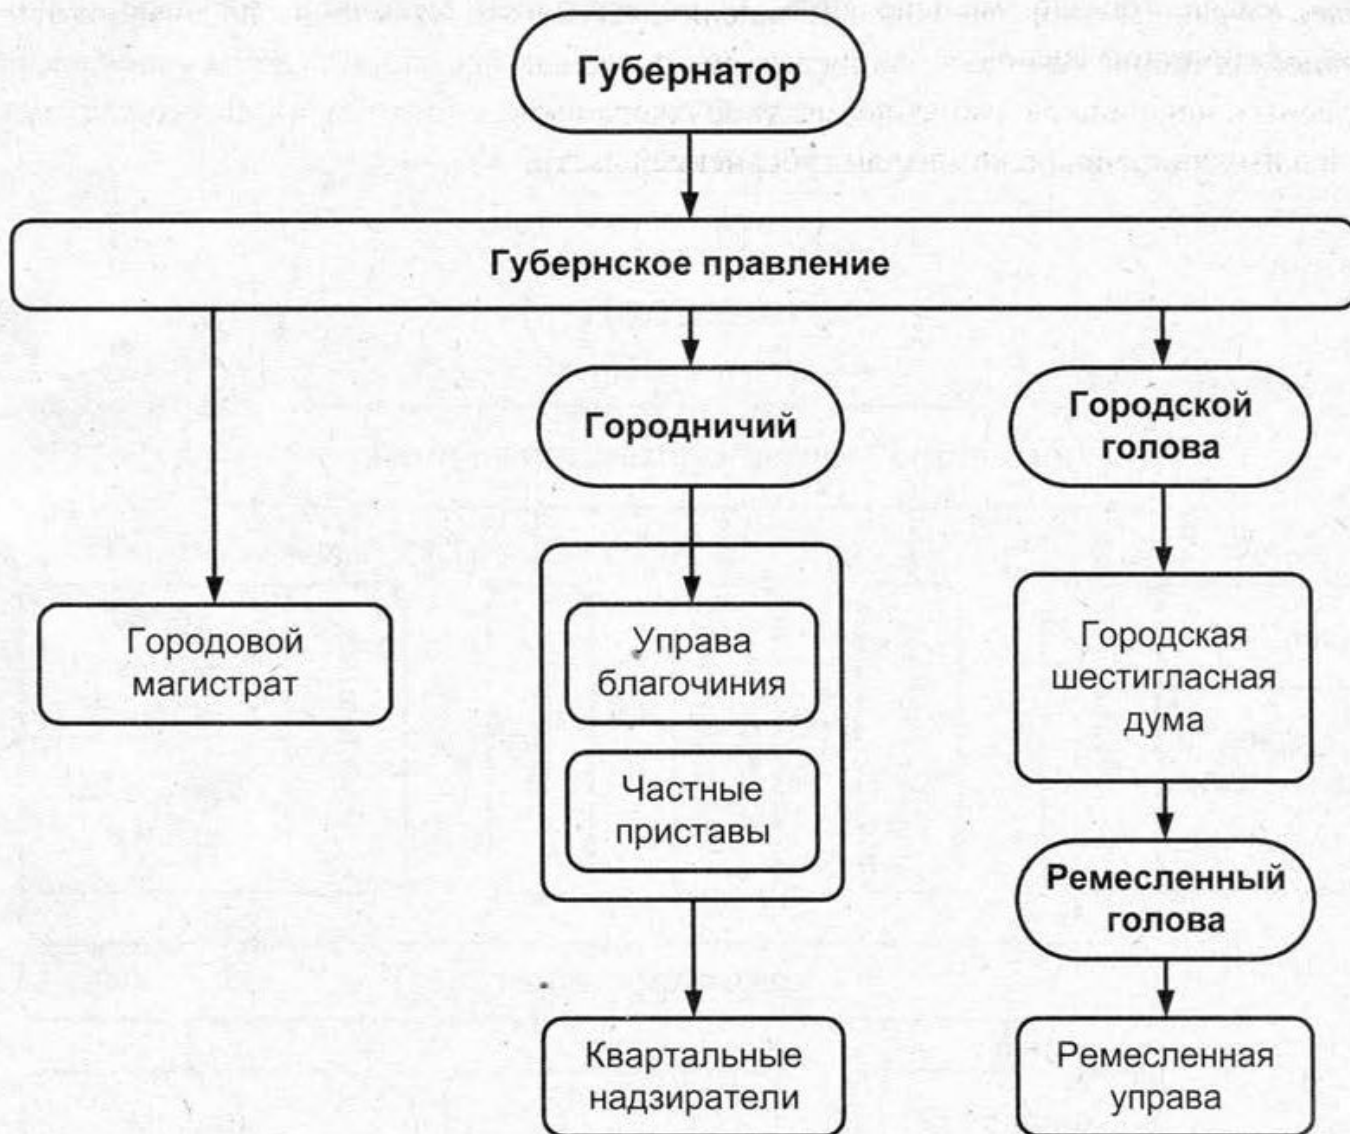 Губернатор
Губернское правление
Городничий
Городской
голова
Городовой
магистрат
Управа
благочиния
Частные
приставы
Городская
шестигласная
дума
Ремесленный
голова
Квартальные
надзиратели
Ремесленная
управа